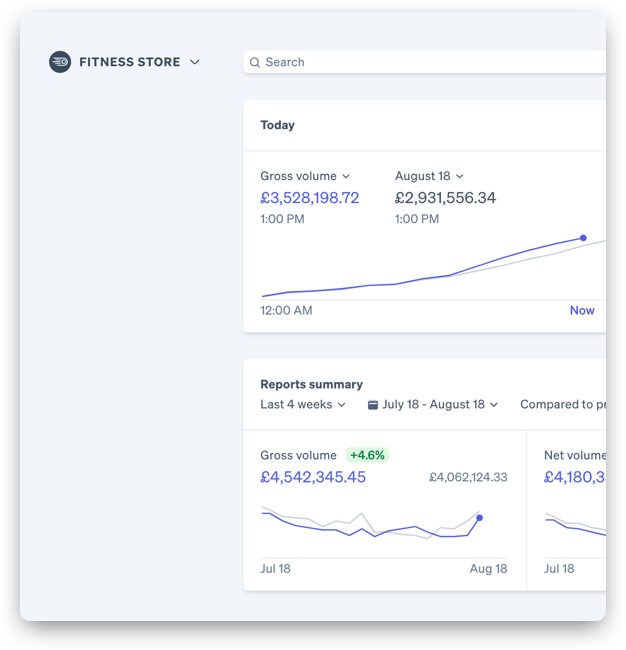 FITNESS STORE
Search
Today
Gross volume
August 18
£3,528,198.72
£2,931,556.34
1:00 PM
1:00 PM
12:00 AM
Now
Reports summary
Last 4 weeks
July 18 - August 18
Compared to
Gross volume
+4.6%
Net volume
£4,542,345.45
£4,062,124.33
£4,180,3
Jul 18
Aug 18
Jul 18